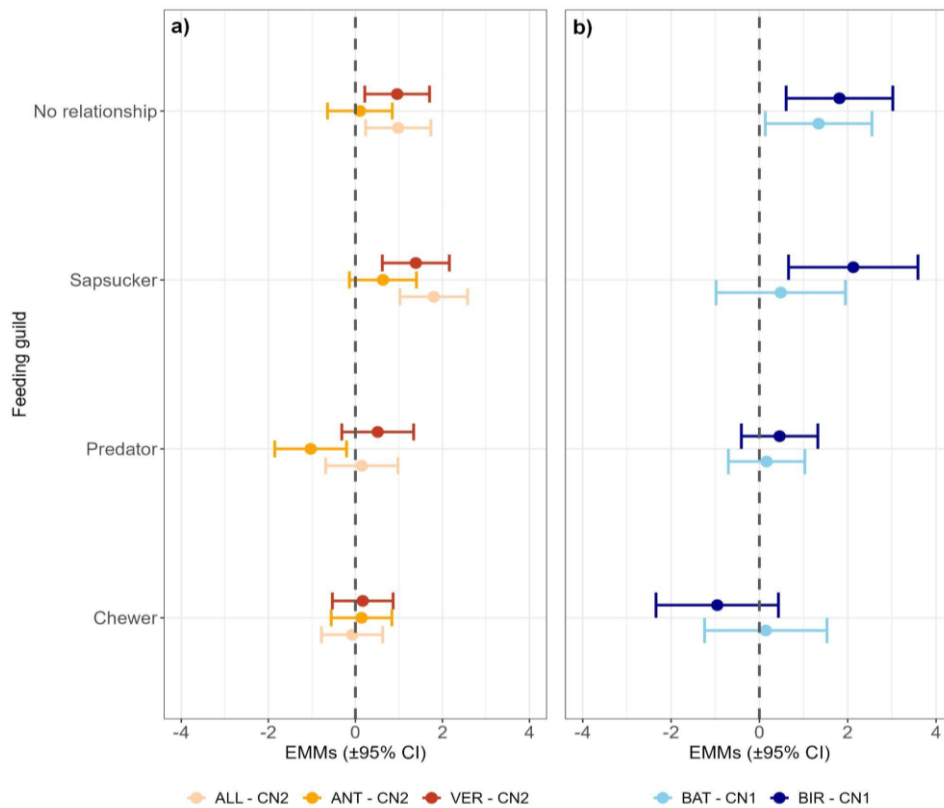 a)
b)
Feeding guild
No relationship
Sapsucker
Predator
Chewer
-4 -2 0 2 4
-4 -2 0 2 4
EMMs (±95% CI)
EMMs (±95% CI)
ALL - CN2 ANT - CN2 VER - CN2
BAT - CN1 BIR - CN1